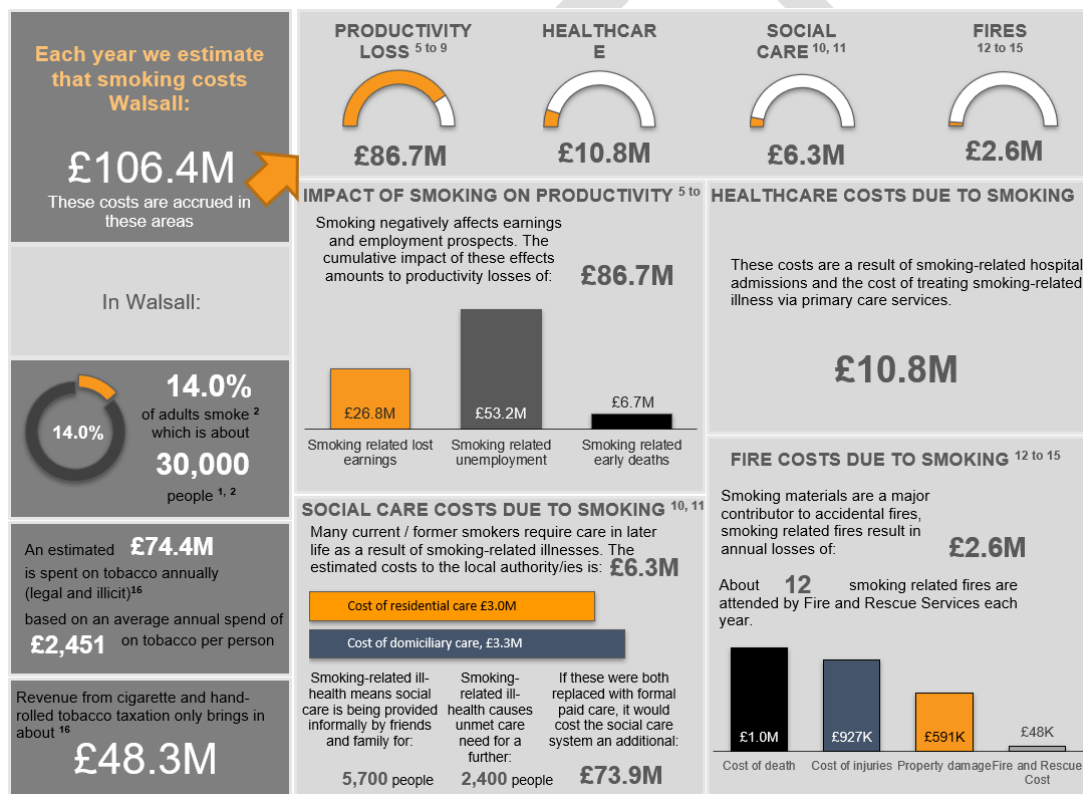 Each year we estimate
that smoking costs
Walsall:
£106.4M
These costs are accrued in
these areas
PRODUCTIVITY
LOSS 5 to 9
£86.7M
HEALTHCAR
E
£10.8M
SOCIAL
CARE 10, 11
£6.3M
FIRES
12 to 15
£2.6M
In Walsall:
14.0%
14.0%
of adults smoke 2
which is about
30,000
people 1, 2
An estimated £74.4M
is spent on tobacco annually
(legal and illicit)16
based on an average annual spend of
£2,451 on tobacco per person
Revenue from cigarette and hand-
rolled tobacco taxation only brings in
about 16
£48.3M
IMPACT OF SMOKING ON PRODUCTIVITY 5 to
Smoking negatively affects earnings
and employment prospects. The
cumulative impact of these effects
amounts to productivity losses of:
£86.7M
£26.8M
£53.2M
£6.7M
Smoking related lost
earnings
Smoking related
unemployment
Smoking related
early deaths
SOCIAL CARE COSTS DUE TO SMOKING 10, 11
Many current / former smokers require care in later
life as a result of smoking-related illnesses. The
estimated costs to the local authority/ies is: £6.3M
Cost of residential care £3.0M
Cost of domiciliary care, £3.3M
Smoking-related ill-
health means social
care is being provided
informally by friends
and family for:
5,700 people
Smoking-
related ill-
health causes
unmet care
need for a
further:
2,400 people
If these were both
replaced with formal
paid care, it would
cost the social care
system an additional:
£73.9M
HEALTHCARE COSTS DUE TO SMOKING
These costs are a result of smoking-related hospital
admissions and the cost of treating smoking-related
illness via primary care services.
£10.8M
FIRE COSTS DUE TO SMOKING 12 to 15
Smoking materials are a major
contributor to accidental fires,
smoking related fires result in
annual losses of:
£2.6M
About 12 smoking related fires are
attended by Fire and Rescue Services each
year.
£1.0M
£927K
£591K
£48K
Cost of death
Cost of injuries
Property damage
Fire and Rescue
Cost